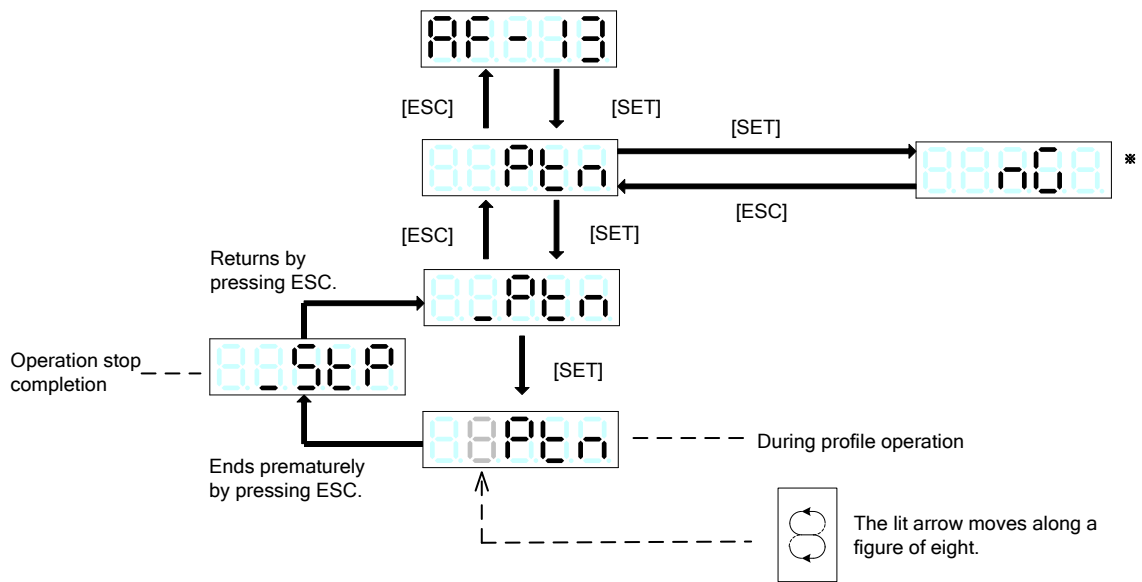 AF-13
[ESC]
[SET]
Ptn
[SET]
nG
※
[ESC]
[ESC]
[SET]
Returns by
pressing ESC.
_Ptn
Operation stop
completion
_StP
[SET]
Ptn
During profile operation
Ends prematurely
by pressing ESC.
The lit arrow moves along a
figure of eight.